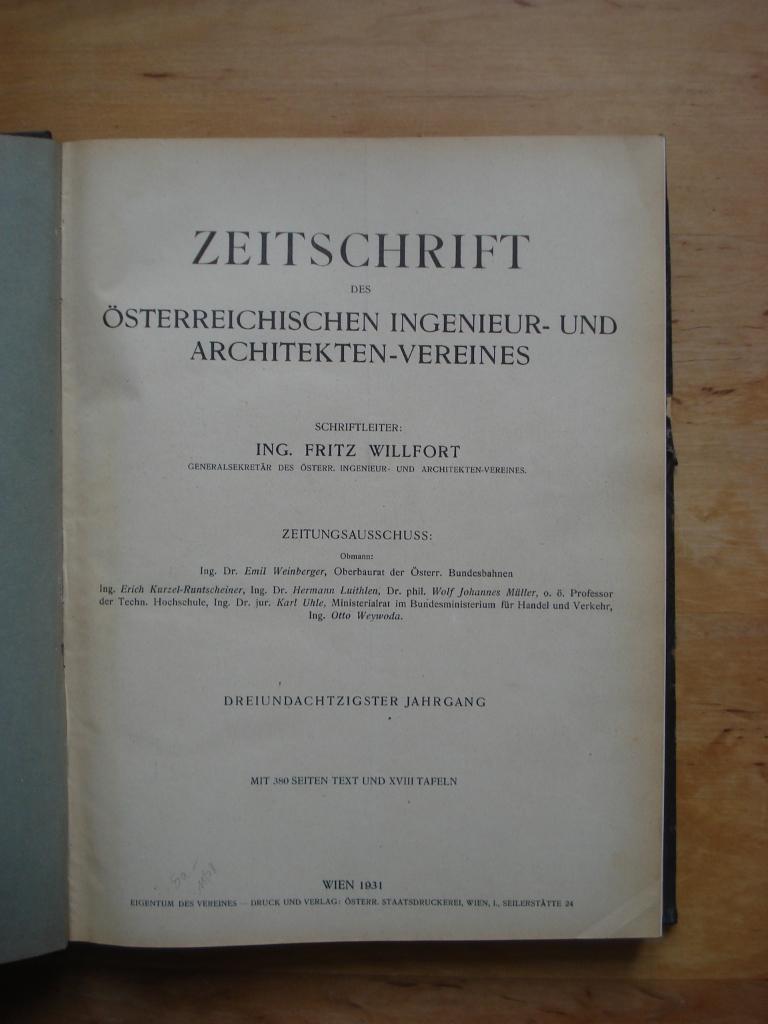 ZEITSCHRIFT
DES
ÖSTERREICHISCHEN INGENIEUR- UND
ARCHITEKTEN-VEREINES
SCHRIFTLEITER:
ING. FRITZ WILLFORT
GENERALSEKRETÄR DES ÖSTERR. INGENIEUR- UND ARCHITEKTEN-VEREINES.
ZEITUNGSAUSSCHUSS:
Obmann:
Ing. Dr. Emil Weinberger, Oberbaurat der Österr. Bundesbahnen
Ing. Erich Kurzel-Runtscheiner, Ing. Dr. Hermann Luithlen, Dr. phil. Wolf Johannes Müller, o. ö. Professor
der Techn. Hochschule, Ing. Dr. jur. Karl Uhle, Ministerialrat im Bundesministerium für Handel und Verkehr,
Ing. Otto Weywoda.
DREIUNDACHTZIGSTER JAHRGANG
MIT 380 SEITEN TEXT UND XVIII TAFELN
WIEN 1931
EIGENTUM DES VEREINES — DRUCK UND VERLAG: ÖSTERR. STAATSDRUCKEREI, WIEN, I., SEILERSTÄTTE 24